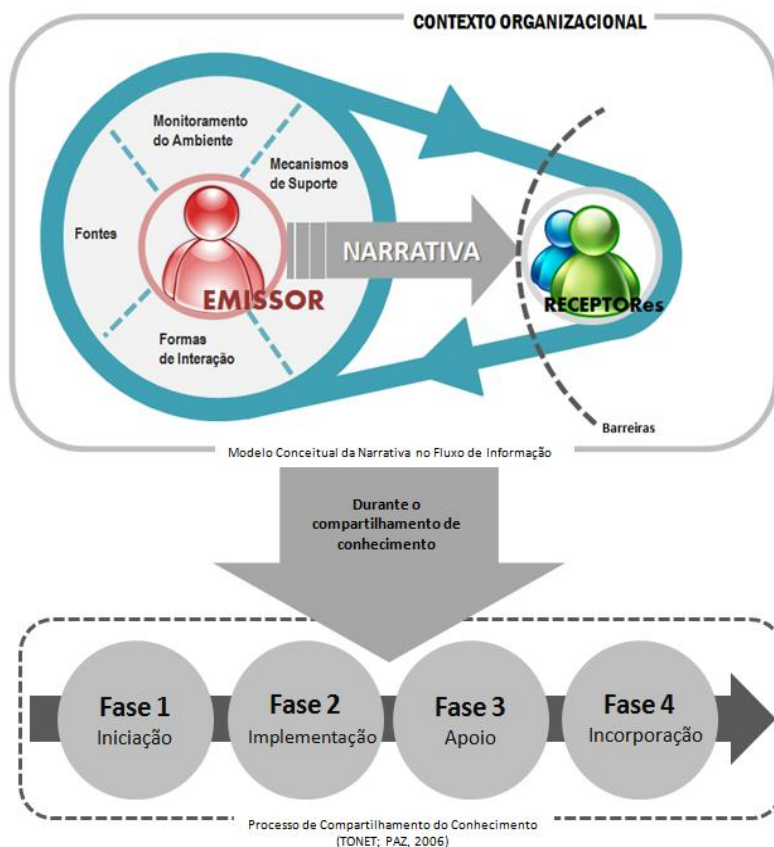 CONTEXTO ORGANIZACIONAL
Monitoramento
do Ambiente
Mecanismos
de Suporte
Fontes
EMISSOR
NARRATIVA
RECEPTORes
Formas
de Interação
Barreiras
Modelo Conceitual da Narrativa no Fluxo de Informação
Durante o
compartilhamento de
conhecimento
Fase 1
Iniciação
Fase 2
Implementação
Fase 3
Apoio
Fase 4
Incorporação
Processo de Compartilhamento do Conhecimento
(TONET; PAZ, 2006)